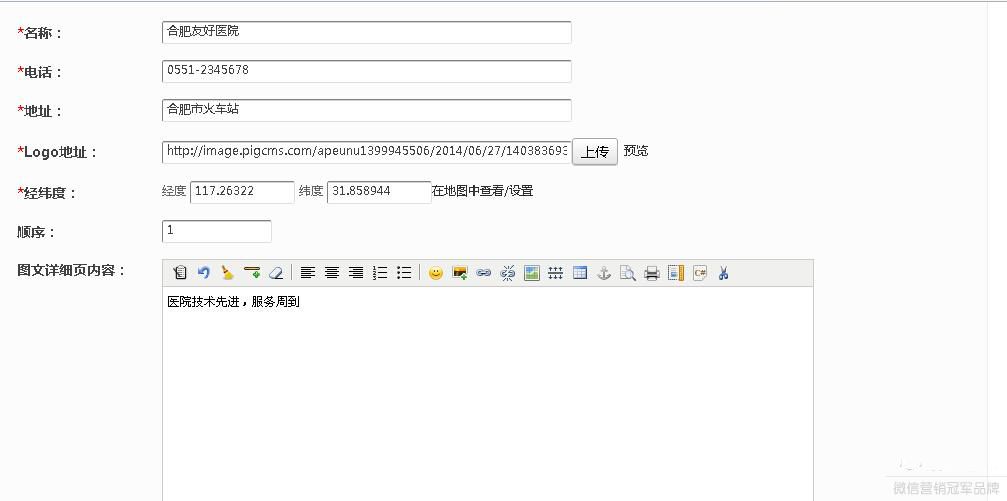 *名称：
合肥友好医院
*电话：
0551-2345678
*地址：
合肥市火车站
*Logo地址：
http://image.pigcms.com/apeunu1399945506/2014/06/27/140383693
上传 预览
*经纬度：
经度 117.26322 纬度 31.858944 在地图中查看/设置
顺序：
1
图文详细页内容：
C#
医院技术先进，服务周到
微信营销冠军品牌